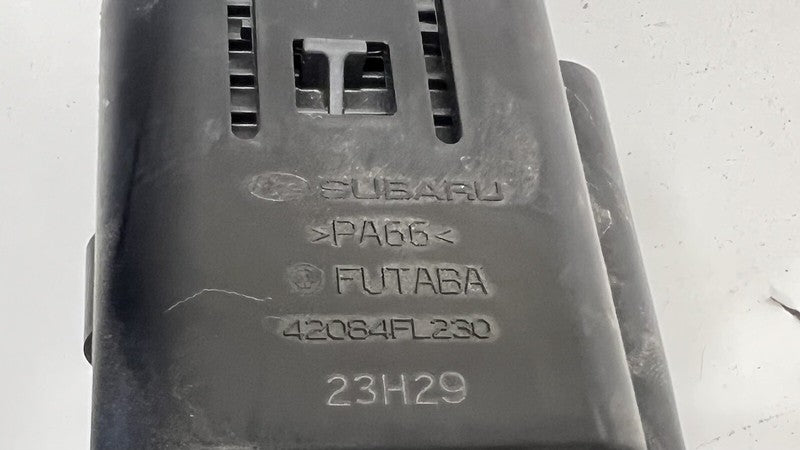 SUBARU
>PA66<
FUTABA
42084FL230
23H29